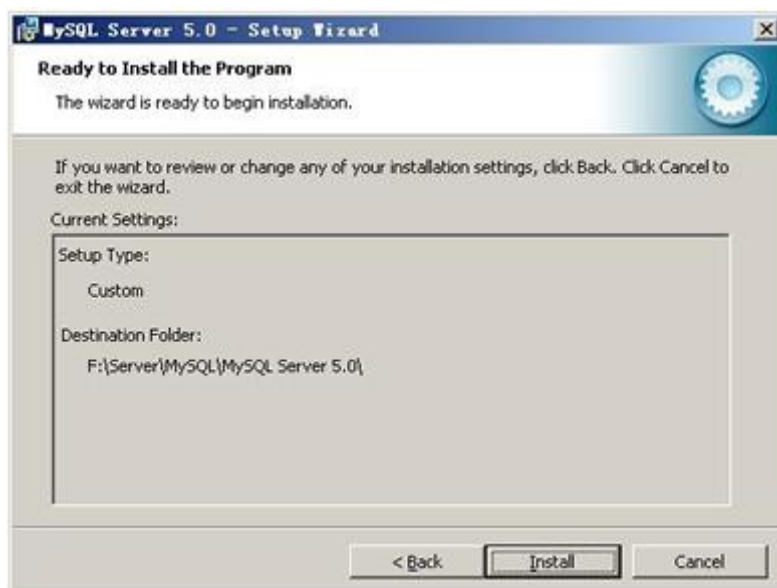 MySQL Server 5.0 - Setup Wizard
Ready to Install the Program
The wizard is ready to begin installation.
If you want to review or change any of your installation settings, click Back. Click Cancel to
exit the wizard.
Current Settings:
Setup Type:
Custom
Destination Folder:
F:\Server\MySQL\MySQL Server 5.0\
< Back
Install
Cancel